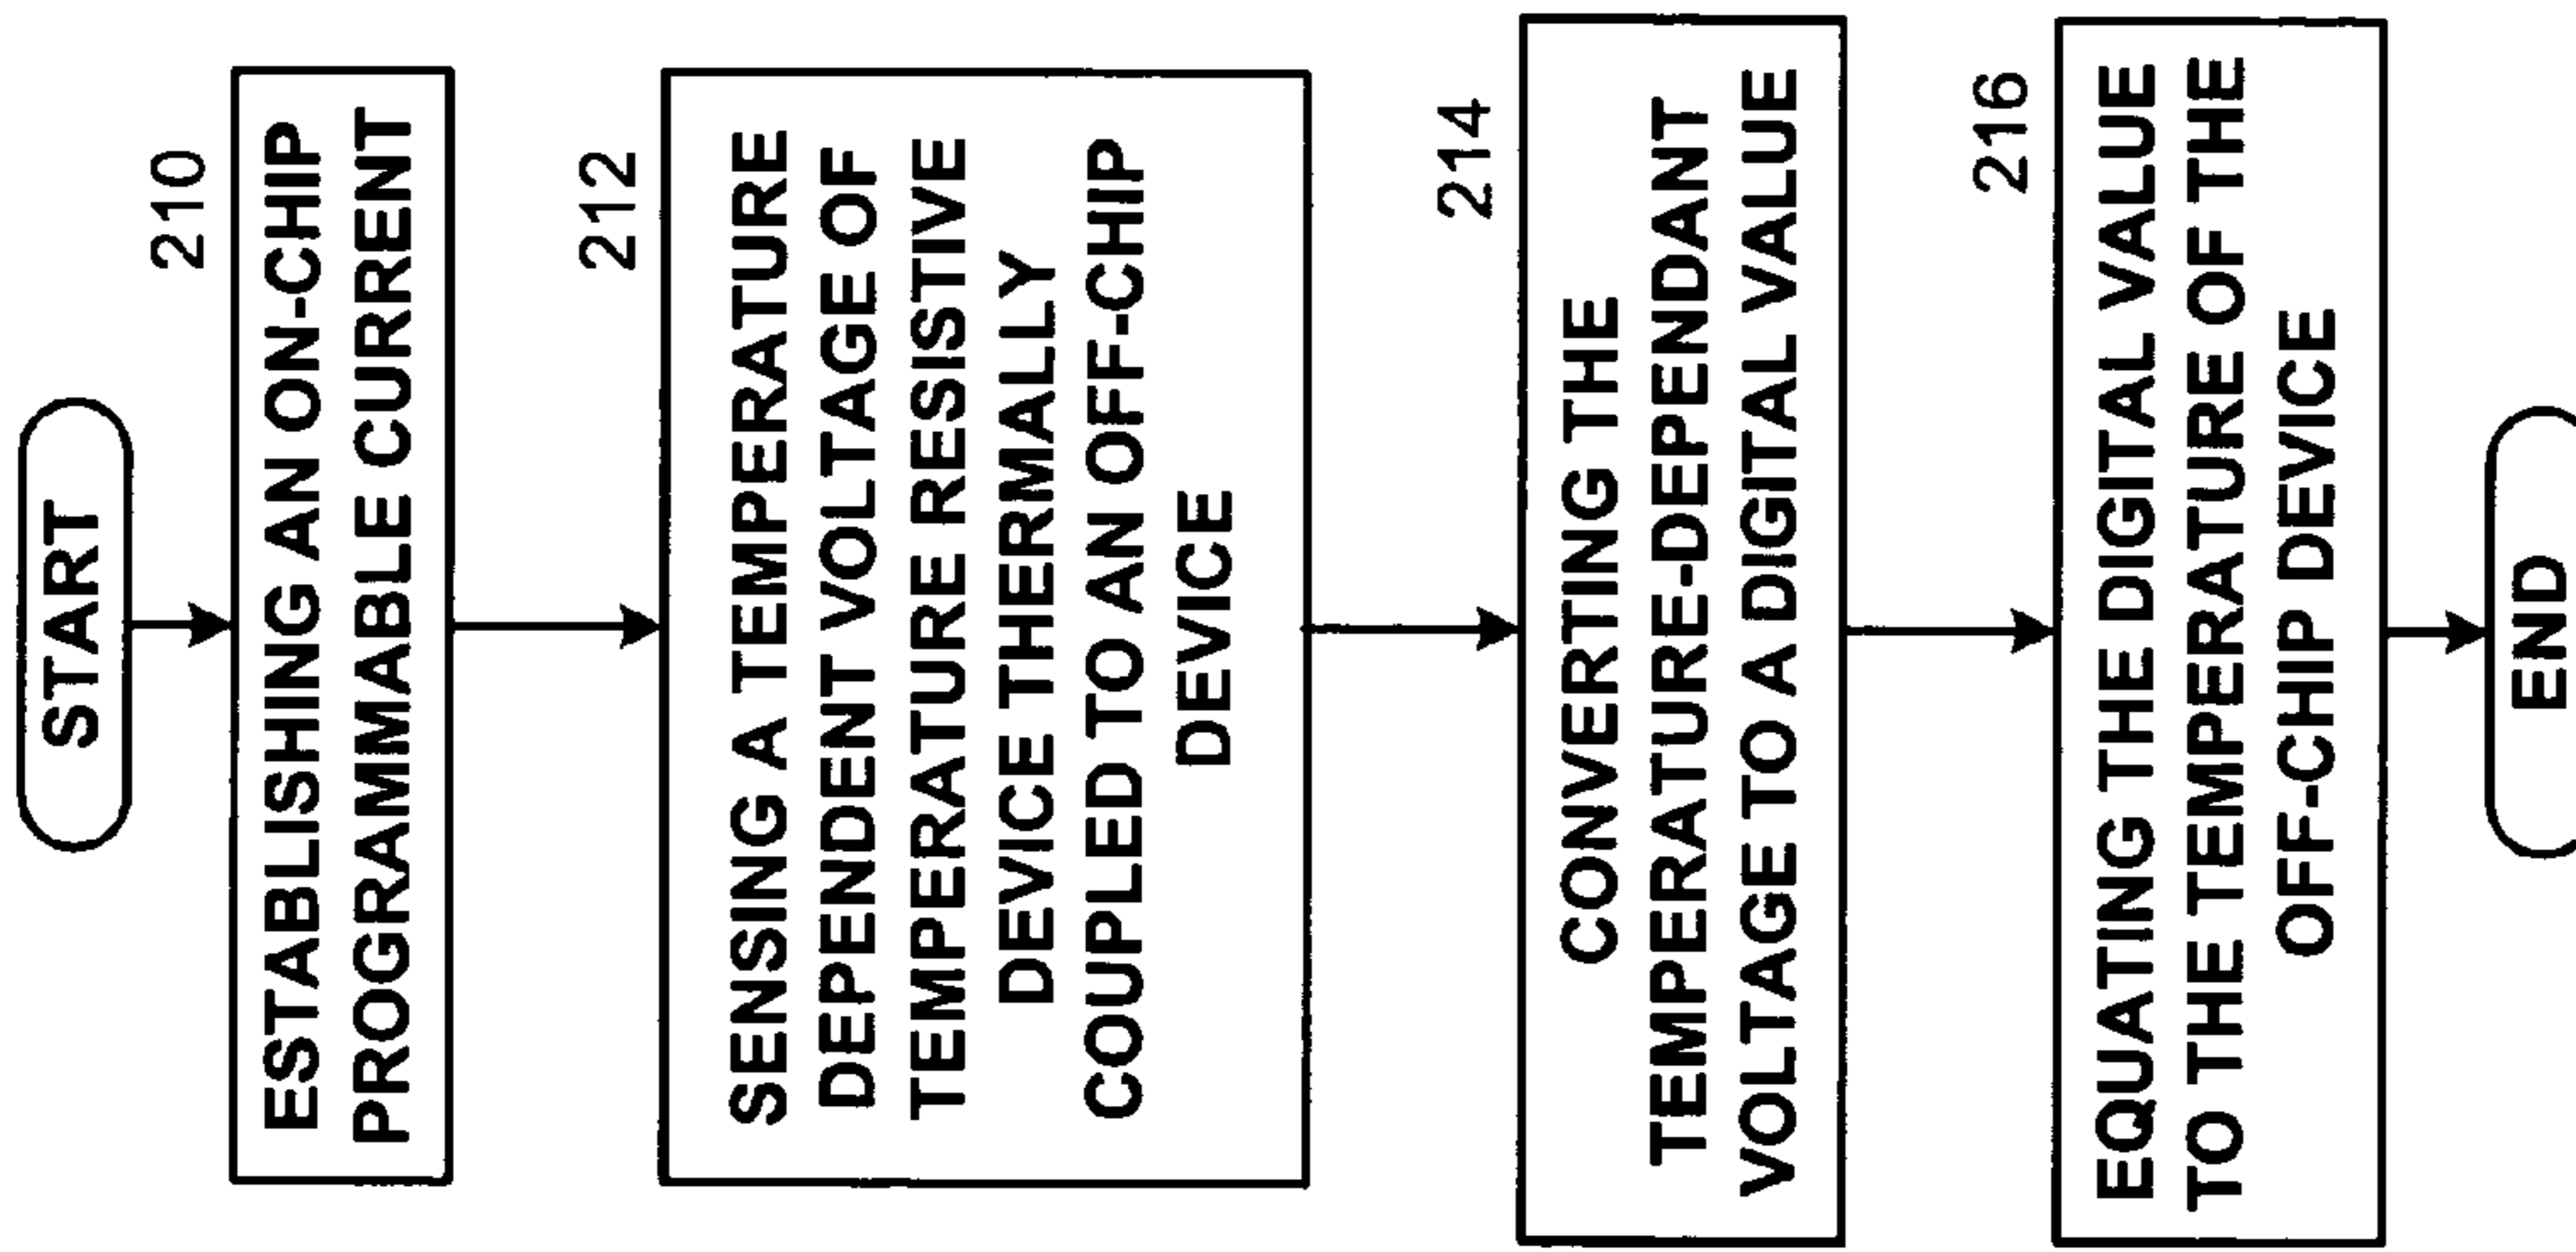 START
210
ESTABLISHING AN ON-CHIP
PROGRAMMABLE CURRENT
212
SENSING A TEMPERATURE
DEPENDENT VOLTAGE OF
TEMPERATURE RESISTIVE
DEVICE THERMALLY
COUPLED TO AN OFF-CHIP
DEVICE
214
CONVERTING THE
TEMPERATURE-DEPENDANT
VOLTAGE TO A DIGITAL VALUE
216
EQUATING THE DIGITAL VALUE
TO THE TEMPERATURE OF THE
OFF-CHIP DEVICE
END